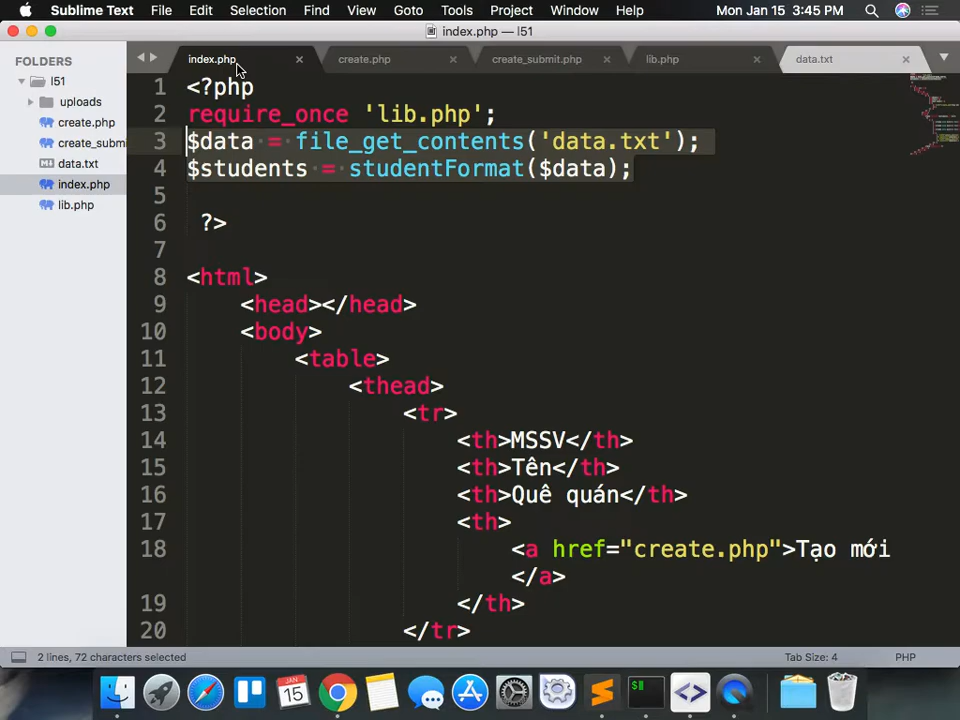 Sublime Text File Edit Selection Find View Goto Tools Project Window Help Mon Jan 15 3:45 PM
index.php — l51
FOLDERS
l51
uploads
create.php
create_submi
data.txt
index.php
lib.php
index.php × create.php × create_submit.php × lib.php × data.txt ×
1 <?php
2 require_once 'lib.php';
3 $data = file_get_contents('data.txt');
4 $students = studentFormat($data);
5
6 ?>
7
8 <html>
9 <head></head>
10 <body>
11 <table>
12 <thead>
13 <tr>
14 <th>MSSV</th>
15 <th>Tên</th>
16 <th>Quê quán</th>
17 <th>
18 <a href="create.php">Tạo mới
</a>
19 </th>
20 </tr>
2 lines, 72 characters selected Tab Size: 4 PHP
JAN
15